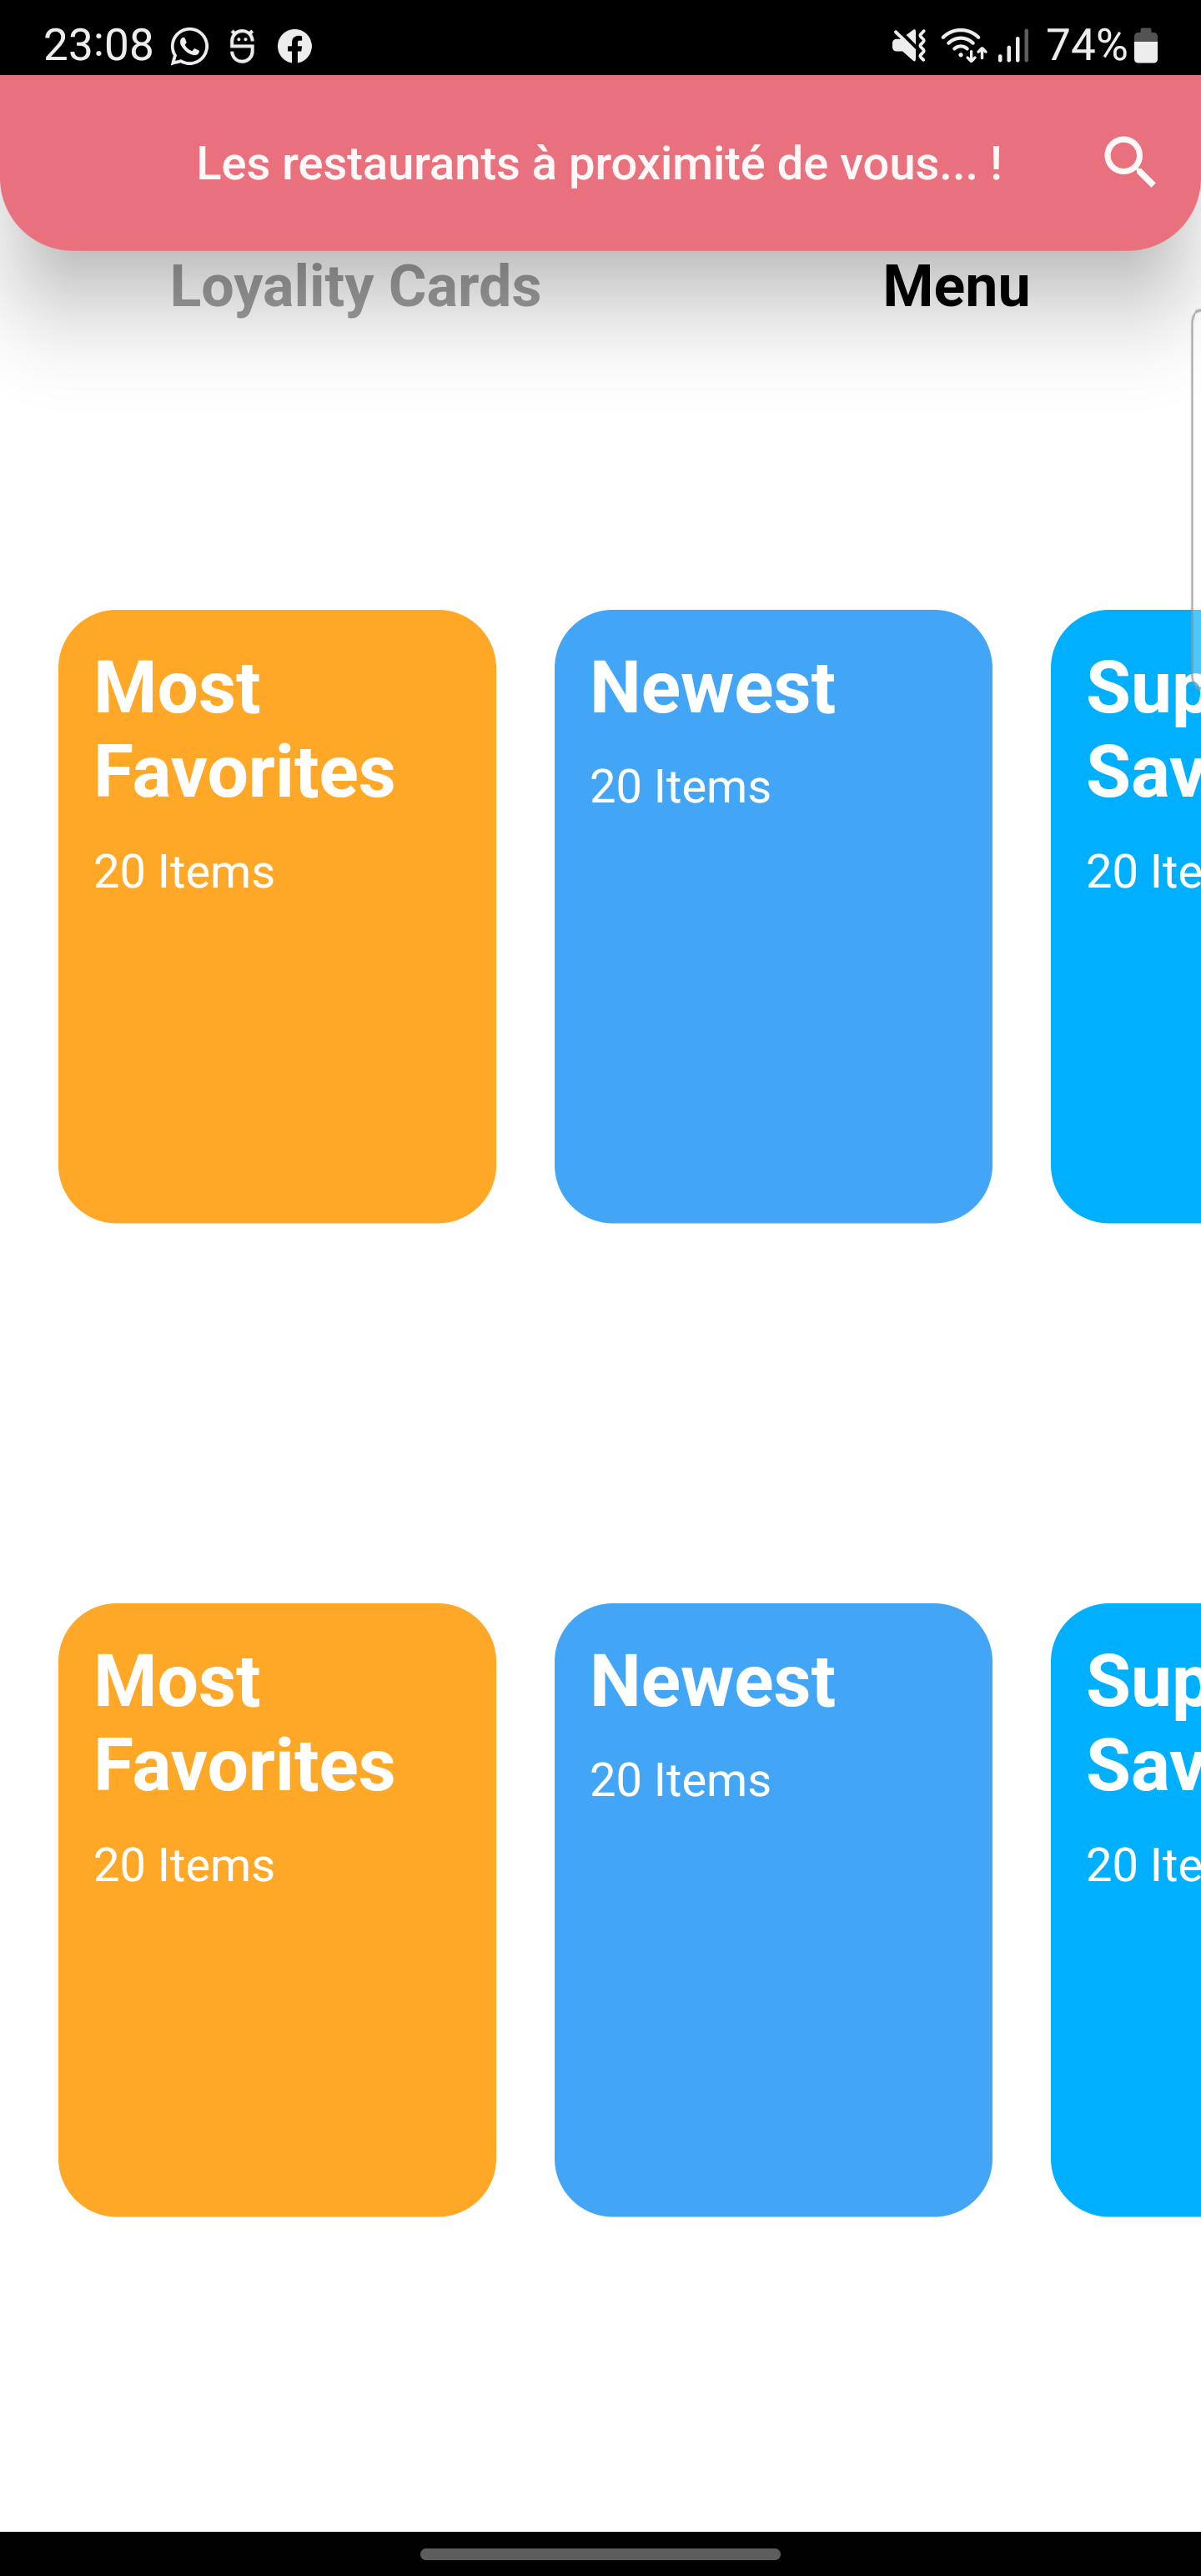 23:08
74%
Les restaurants à proximité de vous... !
Loyality Cards
Menu
Most
Favorites
20 Items
Newest
20 Items
Sup
Sav
20 Ite
Most
Favorites
20 Items
Newest
20 Items
Sup
Sav
20 Ite